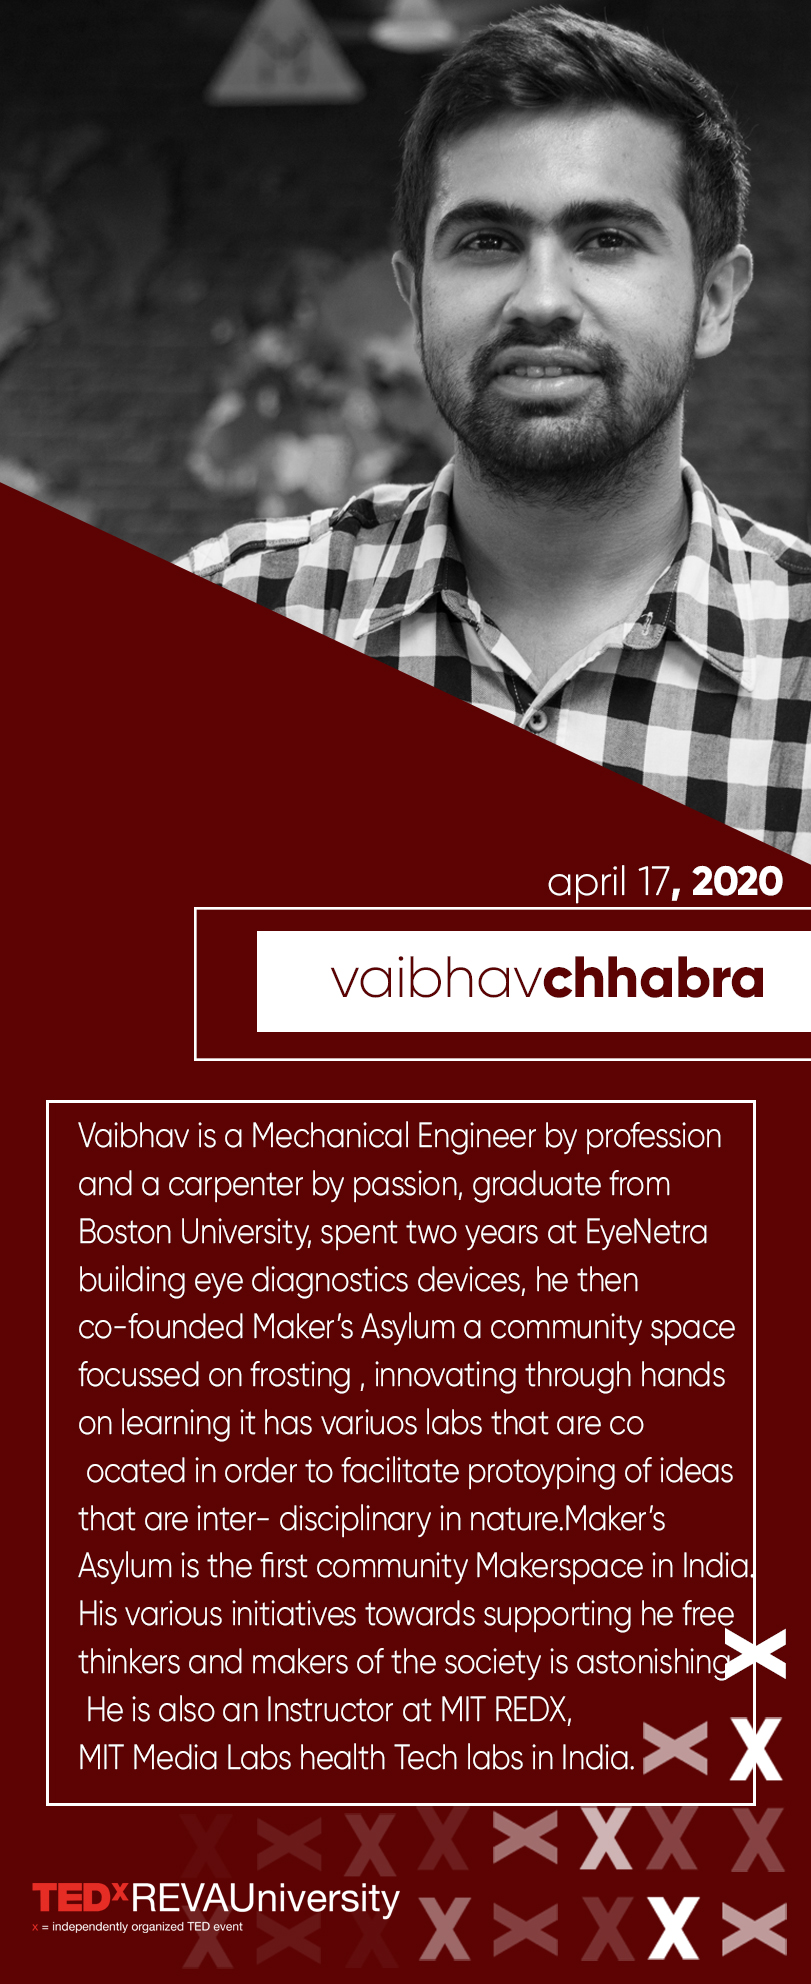 april 17, 2020
vaibhavchhabra
Vaibhav is a Mechanical Engineer by profession
and a carpenter by passion, graduate from
Boston University, spent two years at EyeNetra
building eye diagnostics devices, he then
co-founded Maker’s Asylum a community space
focussed on frosting , innovating through hands
on learning it has variuos labs that are co
ocated in order to facilitate protoyping of ideas
that are inter- disciplinary in nature.Maker’s
Asylum is the first community Makerspace in India.
His various initiatives towards supporting he free
thinkers and makers of the society is astonishing
He is also an Instructor at MIT REDX,
MIT Media Labs health Tech labs in India.
TEDxREVAUniversity
x = independently organized TED event